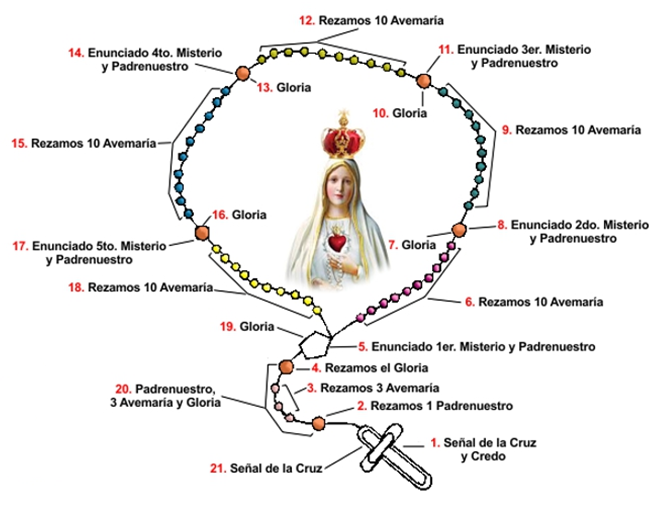 12. Rezamos 10 Avemaría
14. Enunciado 4to. Misterio
y Padrenuestro
11. Enunciado 3er. Misterio
y Padrenuestro
13. Gloria
10. Gloria
15. Rezamos 10 Avemaría
9. Rezamos 10 Avemaría
16. Gloria
8. Enunciado 2do. Misterio
y Padrenuestro
17. Enunciado 5to. Misterio
y Padrenuestro
7. Gloria
18. Rezamos 10 Avemaría
6. Rezamos 10 Avemaría
19. Gloria
5. Enunciado 1er. Misterio y Padrenuestro
4. Rezamos el Gloria
20. Padrenuestro,
3 Avemaria y Gloria
3. Rezamos 3 Avemaría
2. Rezamos 1 Padrenuestro
1. Señal de la Cruz
y Credo
21. Señal de la Cruz